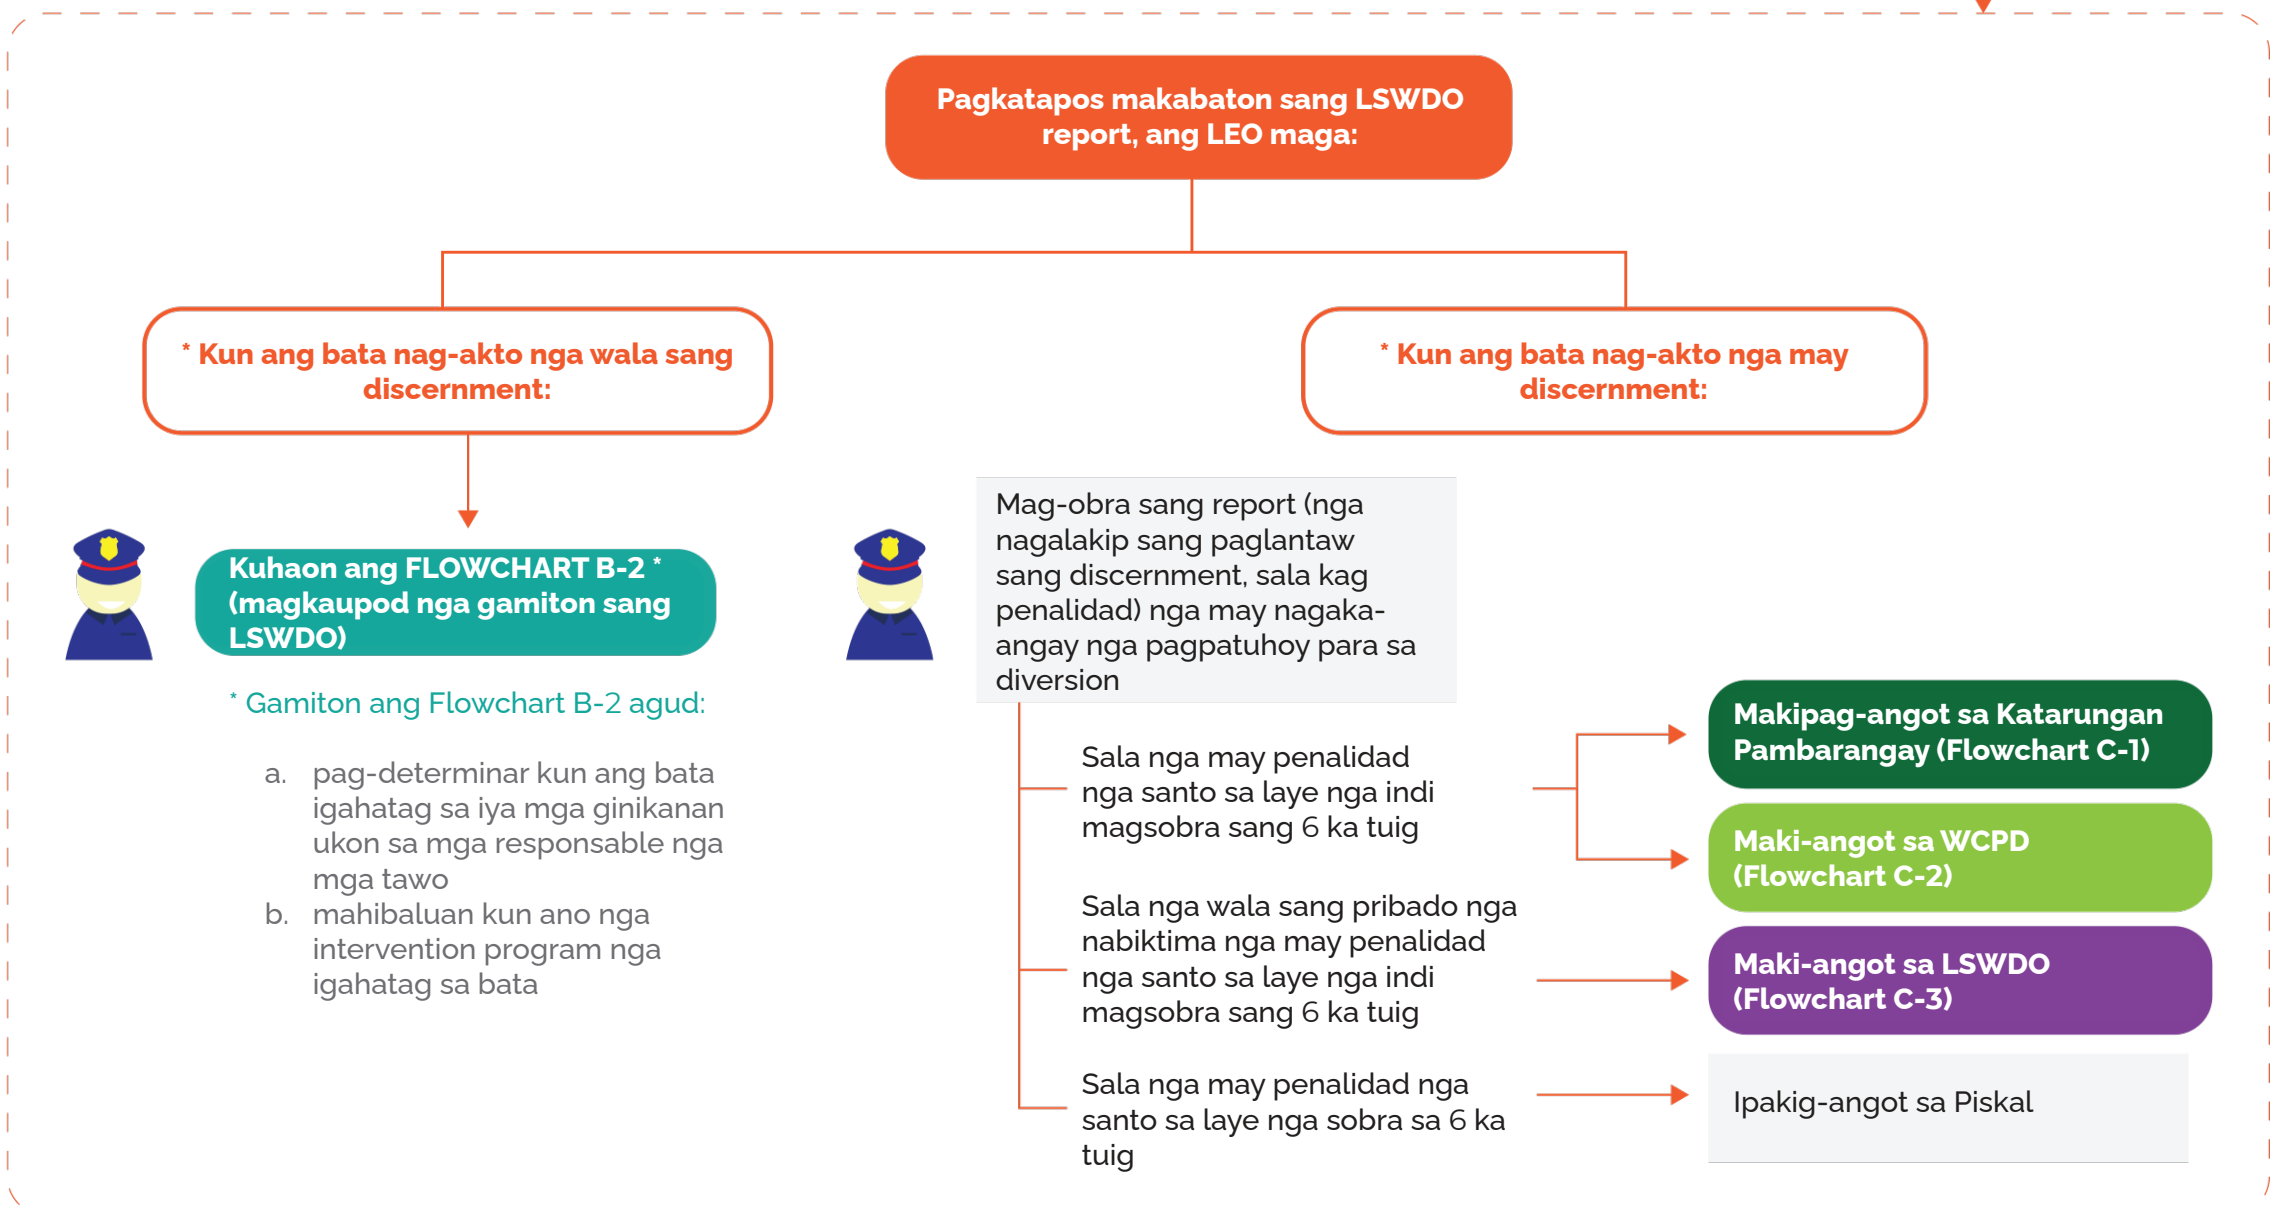 Pagkatapos makabaton sang LSWDO
report, ang LEO maga:
* Kun ang bata nag-akto nga wala sang
discernment:
* Kun ang bata nag-akto nga may
discernment:
Kuhaon ang FLOWCHART B-2 *
(magkaupod nga gamiton sang
LSWDO)
* Gamiton ang Flowchart B-2 agud:
a. pag-determinar kun ang bata
igahatag sa iya mga ginikanan
ukon sa mga responsable nga
mga tawo
b. mahibaluan kun ano nga
intervention program nga
igahatag sa bata
Mag-obra sang report (nga
nagalakip sang paglantaw
sang discernment, sala kag
penalidad) nga may nagaka-
angay nga pagpatuhoy para sa
diversion
Sala nga may penalidad
nga santo sa laye nga indi
magsobra sang 6 ka tuig
Makipag-angot sa Katarungan
Pambarangay (Flowchart C-1)
Maki-angot sa WCPD
(Flowchart C-2)
Sala nga wala sang pribado nga
nabiktima nga may penalidad
nga santo sa laye nga indi
magsobra sang 6 ka tuig
Maki-angot sa LSWDO
(Flowchart C-3)
Sala nga may penalidad nga
santo sa laye nga sobra sa 6 ka
tuig
Ipakig-angot sa Piskal